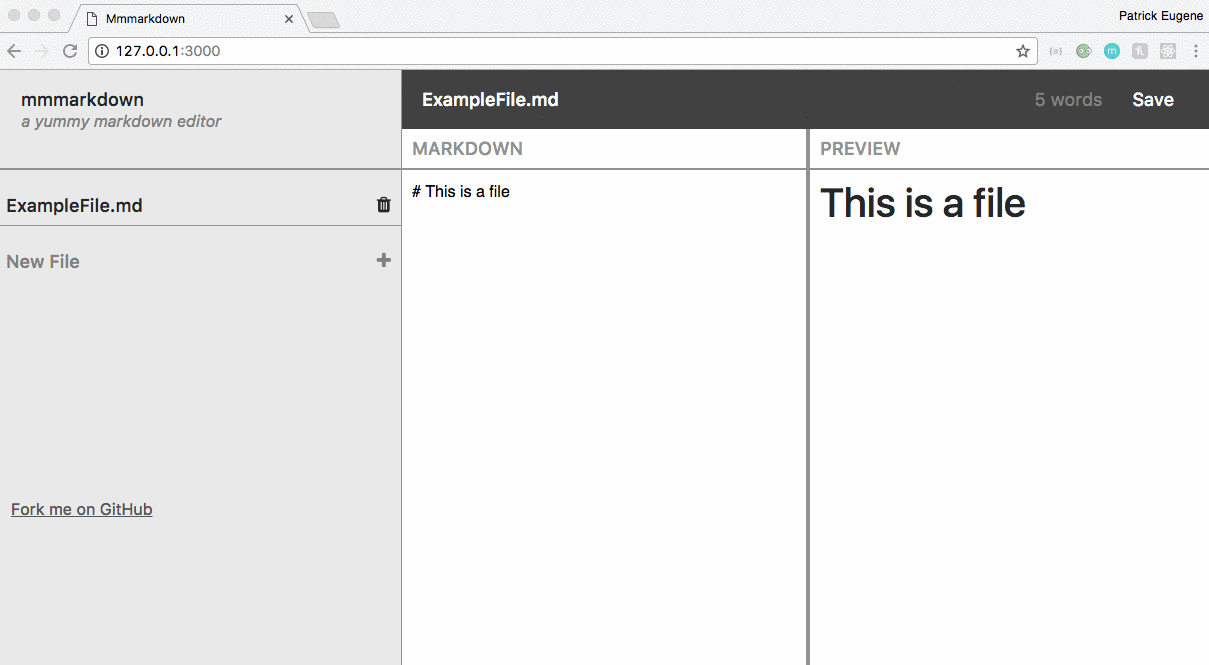 Mmmarkdown
Patrick Eugene
127.0.0.1:3000
mmmarkdown
a yummy markdown editor
ExampleFile.md
5 words
Save
MARKDOWN
PREVIEW
ExampleFile.md
New File
# This is a file
This is a file
Fork me on GitHub